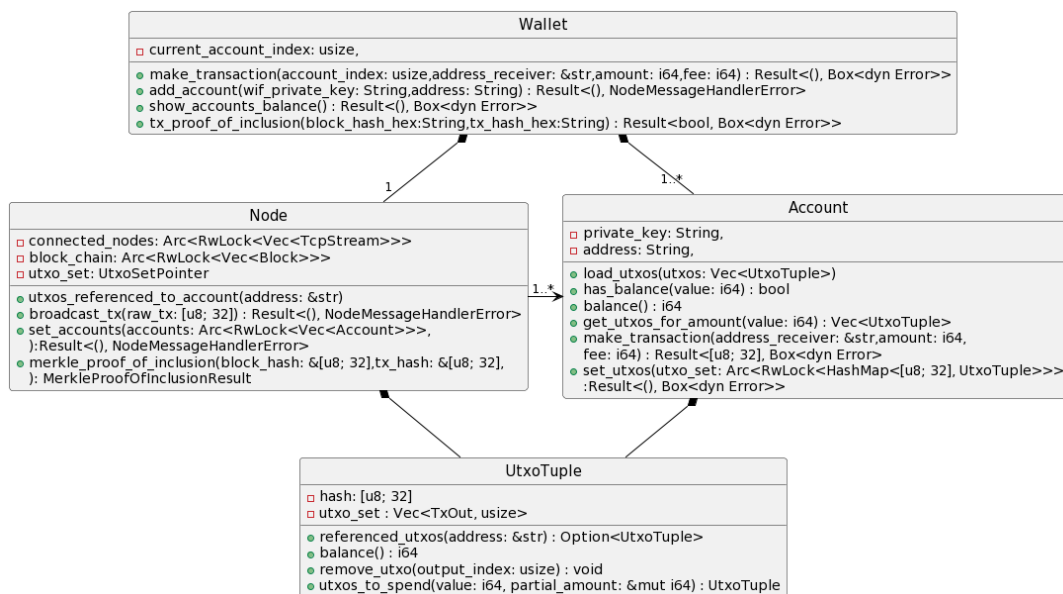 Wallet
current_account_index: usize,
make_transaction(account_index: usize,address_receiver: &str,amount: i64,fee: i64) : Result<(), Box<dyn Error>>
add_account(wif_private_key: String,address: String) : Result<(), NodeMessageHandlerError>
show_accounts_balance() : Result<(), Box<dyn Error>>
tx_proof_of_inclusion(block_hash_hex:String,tx_hash_hex:String) : Result<bool, Box<dyn Error>>
1
1..*
Node
connected_nodes: Arc<RwLock<Vec<TcpStream>>>
block_chain: Arc<RwLock<Vec<Block>>>
utxo_set: UtxoSetPointer
utxos_referenced_to_account(address: &str)
broadcast_tx(raw_tx: [u8; 32]) : Result<(), NodeMessageHandlerError>
set_accounts(accounts: Arc<RwLock<Vec<Account>>>,
):Result<(), NodeMessageHandlerError>
merkle_proof_of_inclusion(block_hash: &[u8; 32],tx_hash: &[u8; 32],
): MerkleProofOfInclusionResult
1..*
Account
private_key: String,
address: String,
load_utxos(utxos: Vec<UtxoTuple>)
has_balance(value: i64) : bool
balance() : i64
get_utxos_for_amount(value: i64) : Vec<UtxoTuple>
make_transaction(address_receiver: &str,amount: i64,
fee: i64) : Result<[u8; 32], Box<dyn Error>
set_utxos(utxo_set: Arc<RwLock<HashMap<[u8; 32], UtxoTuple>>>
:Result<(), Box<dyn Error>>
UtxoTuple
hash: [u8; 32]
utxo_set : Vec<TxOut, usize>
referenced_utxos(address: &str) : Option<UtxoTuple>
balance() : i64
remove_utxo(output_index: usize) : void
utxos_to_spend(value: i64, partial_amount: &mut i64) : UtxoTuple